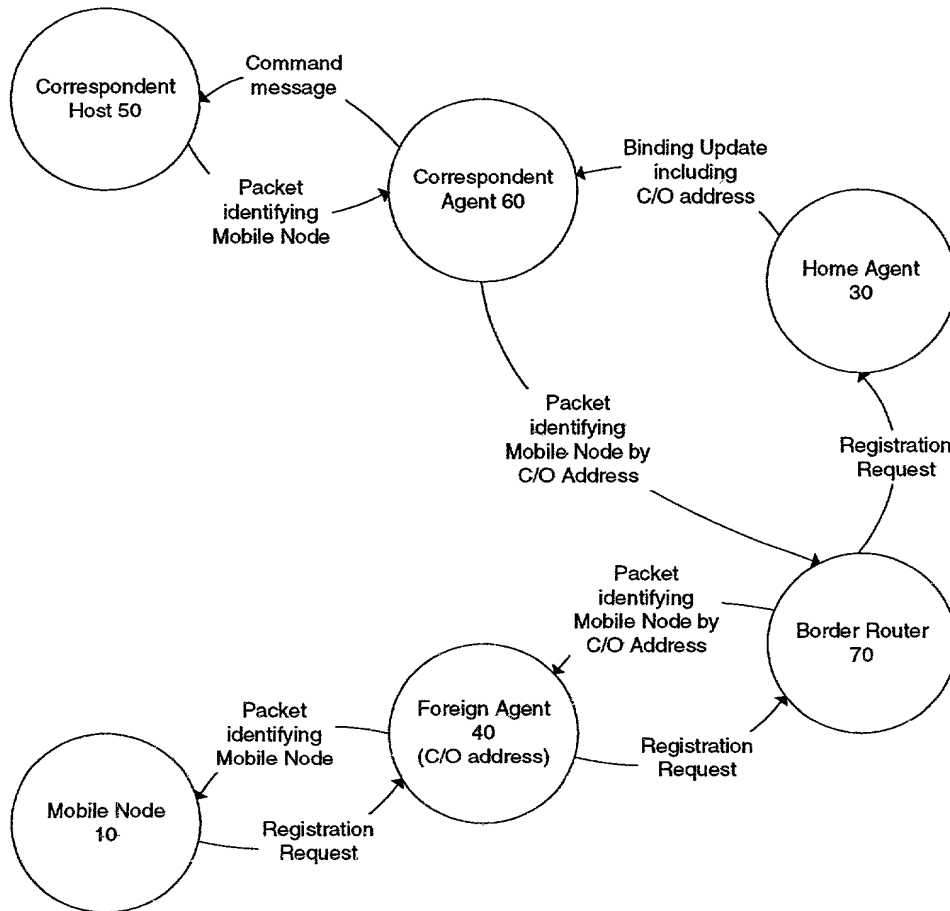 Correspondent
Host 50
Command
message
Packet
identifying
Mobile Node
Correspondent
Agent 60
Binding Update
including
C/O address
Home Agent
30
Packet
identifying
Mobile Node by
C/O Address
Registration
Request
Packet
identifying
Mobile Node by
C/O Address
Border Router
70
Packet
identifying
Mobile Node
Foreign Agent
40
(C/O address)
Registration
Request
Mobile Node
10
Registration
Request